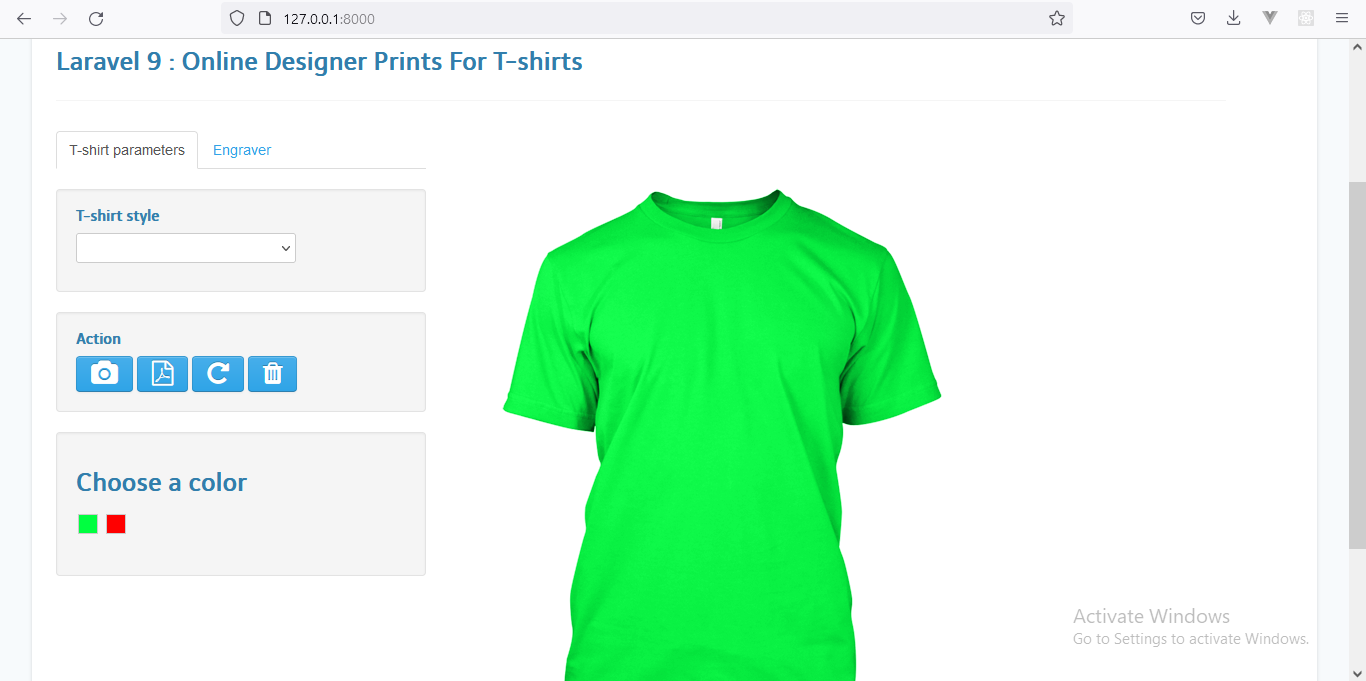 127.0.0.1:8000
Laravel 9 : Online Designer Prints For T-shirts
T-shirt parameters
Engraver
T-shirt style
Action
Choose a color
Activate Windows
Go to Settings to activate Windows.